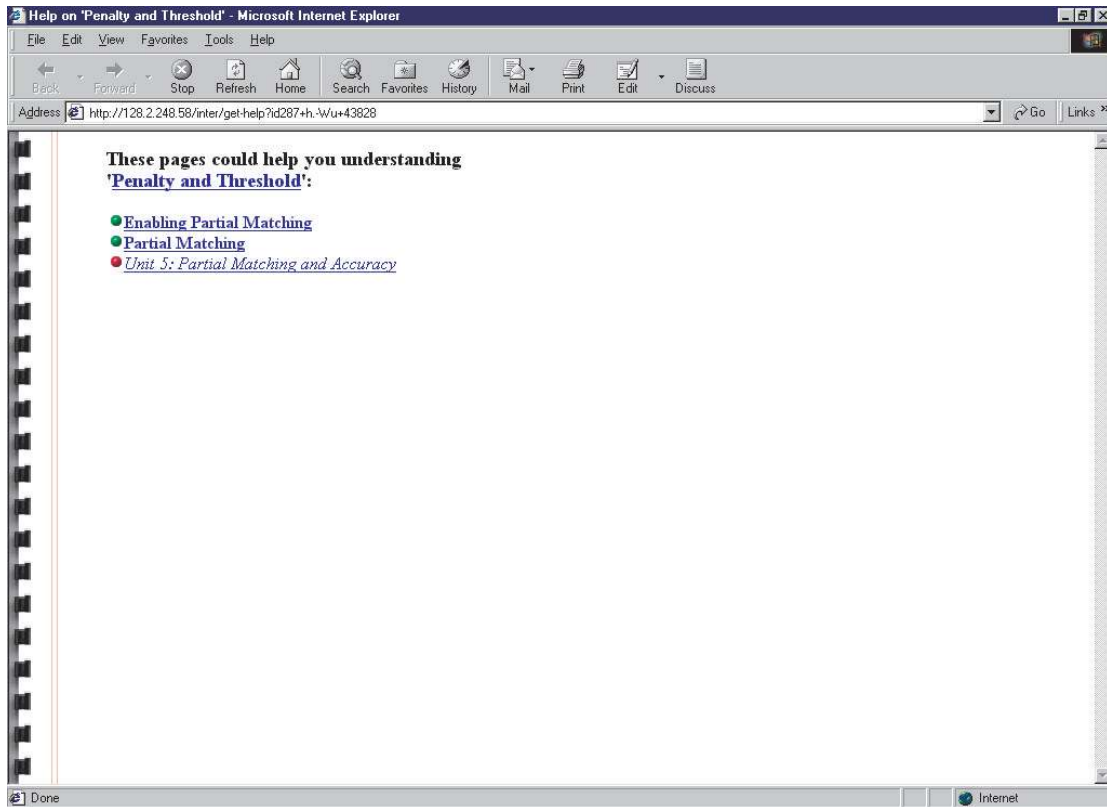 Help on 'Penalty and Threshold' - Microsoft Internet Explorer
File Edit View Favorites Tools Help
Back Forward Stop Refresh Home Search Favorites History Mail Print Edit Discuss
Address http://128.2.248.58/inter/get-help?id287+h.-Wu+43828 Go Links »
These pages could help you understanding
'Penalty and Threshold':
Enabling Partial Matching
Partial Matching
Unit 5: Partial Matching and Accuracy
Done Internet